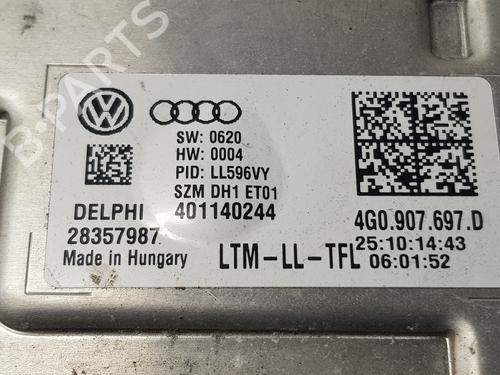 B-PARTS
SW: 0620
HW: 0004
PID: LL596VY
SZM DH1 ET01
DELPHI 401140244
28357987
Made in Hungary
LTM-LL-TFL
4G0.907.697.D
25:10:14:43
06:01:52